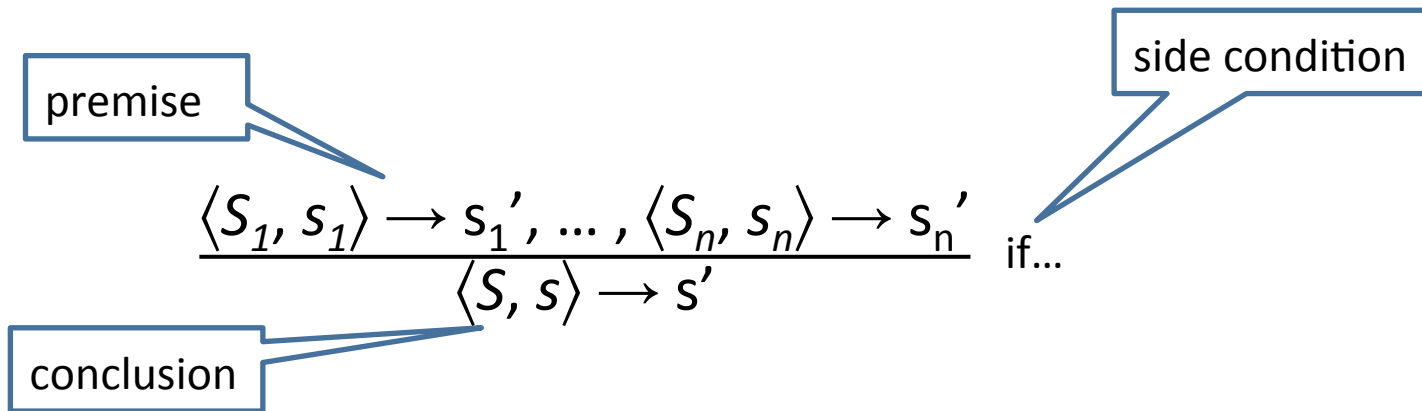 side condition
premise
⟨S₁, s₁⟩ → s₁′, … , ⟨Sₙ, sₙ⟩ → sₙ′ if…
⟨S, s⟩ → s′
conclusion